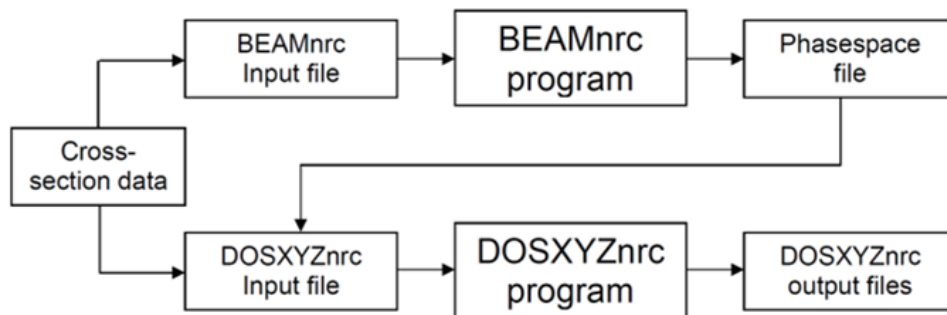 BEAMnrc
Input file
BEAMnrc
program
Phasespace
file
Cross-
section data
DOSXYZnrc
Input file
DOSXYZnrc
program
DOSXYZnrc
output files